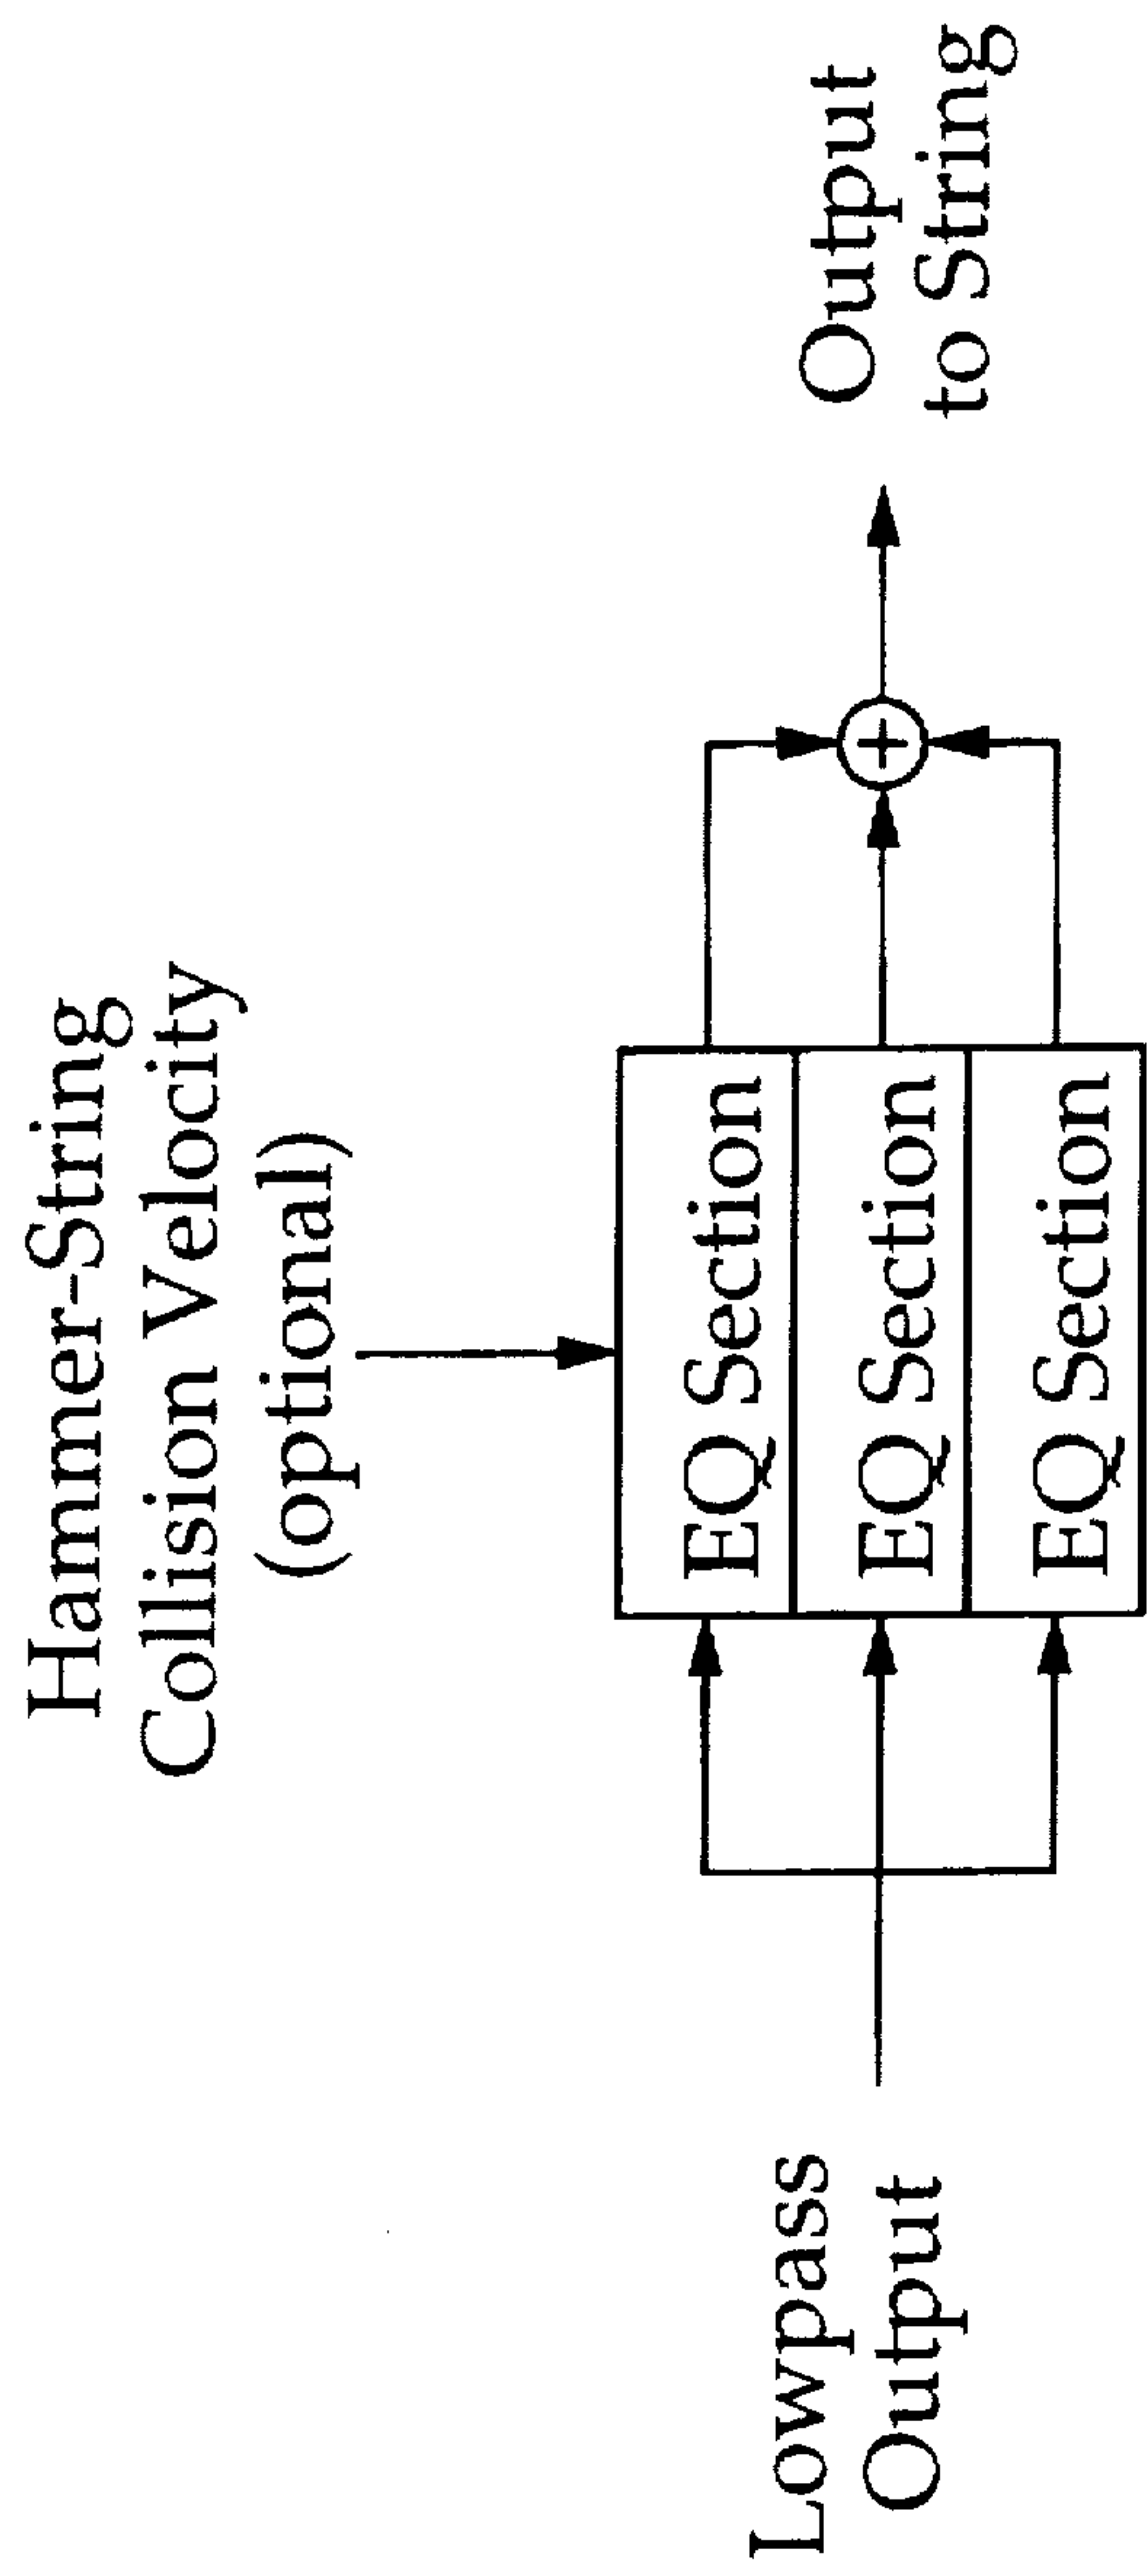 Hammer-String
Collision Velocity
(optional)
Lowpass
Output
EQ Section
EQ Section
EQ Section
+
Output
to String